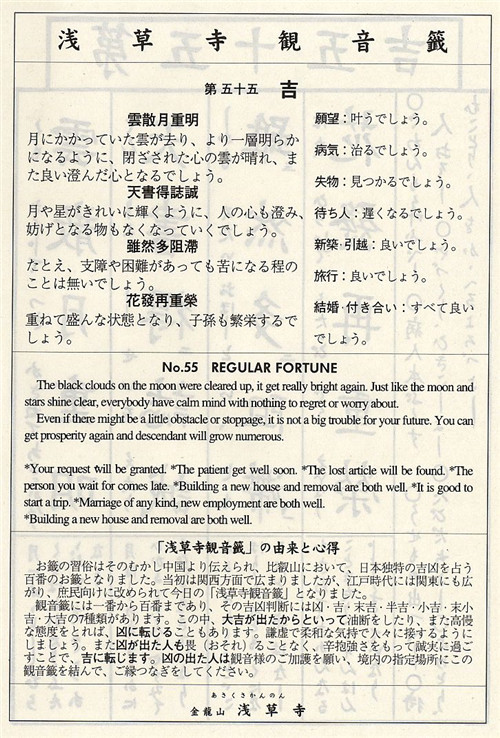 浅草寺観音籤
第五十五 吉
雲散月重明
月にかかっていた雲が去り、より一層明らか
になるように、閉ざされた心の雲が晴れ、ま
た良い澄んだ心となるでしょう。
天書得誌誠
月や星がきれいに輝くように、人の心も澄み、
妨げとなる物もなくなっていくでしょう。
雖然多阻滯
たとえ、支障や困難があっても苦になる程の
ことは無いでしょう。
花發再重榮
重ねて盛んな状態となり、子孫も繁栄するで
しょう。
願望：叶うでしょう。
病気：治るでしょう。
失物：見つかるでしょう。
待ち人：遅くなるでしょう。
新築・引越：良いでしょう。
旅行：良いでしょう。
結婚・付き合い：すべて良い
でしょう。
No.55 REGULAR FORTUNE
The black clouds on the moon were cleared up, it get really bright again. Just like the moon and
stars shine clear, everybody have calm mind with nothing to regret or worry about.
Even if there might be a little obstacle or stoppage, it is not a big trouble for your future. You can
get prosperity again and descendant will grow numerous.
*Your request will be granted. *The patient get well soon. *The lost article will be found. *The
person you wait for comes late. *Building a new house and removal are both well. *It is good to
start a trip. *Marriage of any kind, new employment are both well.
*Building a new house and removal are both well.
「浅草寺観音籤」の由来と心得
お籤の習俗はそのむかし中国より伝えられ、比叡山において、日本独特の吉凶を占う
百番のお籤となりました。当初は関西方面で広まりましたが、江戸時代には関東にも広
がり、庶民向けに改められて今日の「浅草寺観音籤」となりました。
観音籤には一番から百番まであり、その吉凶判断には凶・吉・末吉・半吉・小吉・末小
吉・大吉の7種類があります。この中、大吉が出たからといって油断をしたり、また高慢
な態度をとれば、凶に転じることもあります。謙虚で柔和な気持で人々に接するように
しましょう。また凶が出た人も畏（おそ）れることなく、辛抱強さをもって誠実に過ご
すことで、吉に転じます。凶の出た人は観音様のご加護を願い、境内の指定場所にこの
観音籤を結んで、ご縁つなぎをしてください。
あさくさかんのん
金龍山 浅草寺